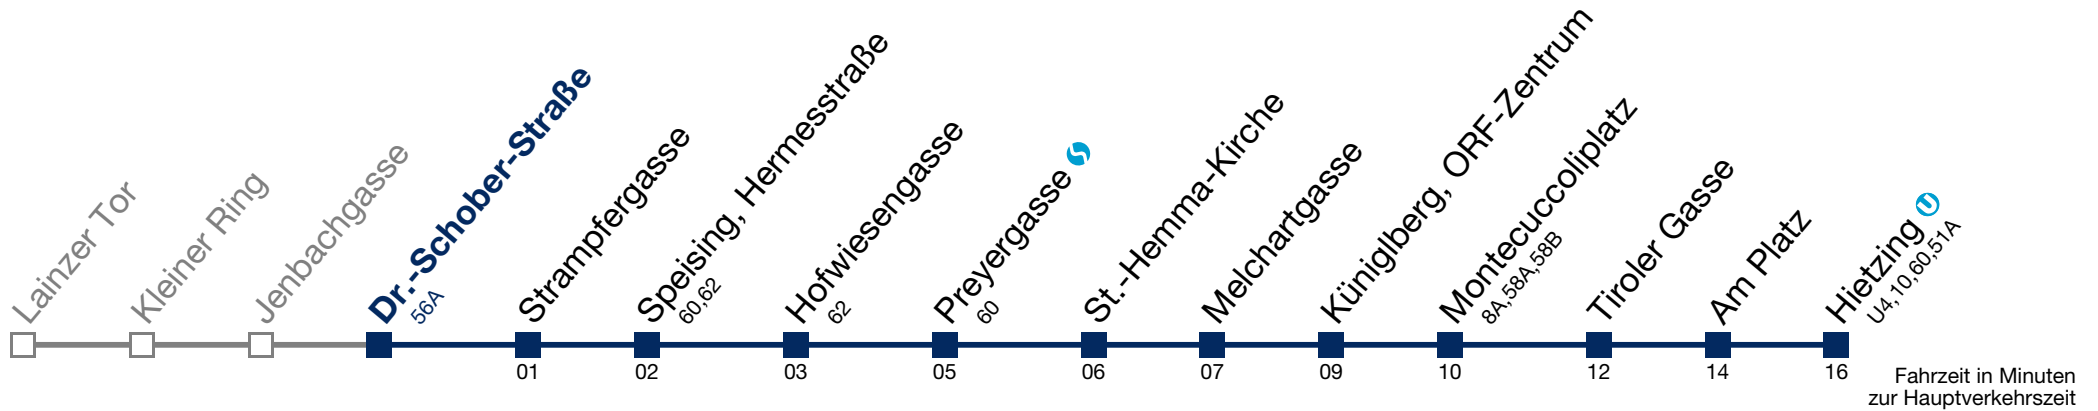 Lainzer Tor
Kleiner Ring
Jenbachgasse
Dr.-Schober-Straße
56A
Strampfergasse
Speising, Hermesstraße
60,62
Hofwiesengasse
62
Preyergasse
60
St.-Hemma-Kirche
Melchartgasse
Küniglberg, ORF-Zentrum
Montecuccoliplatz
8A,58A,58B
Tiroler Gasse
Am Platz
Hietzing U
U4,10,60,51A
01 02 03 05 06 07 09 10 12 14 16
Fahrzeit in Minuten
zur Hauptverkehrszeit